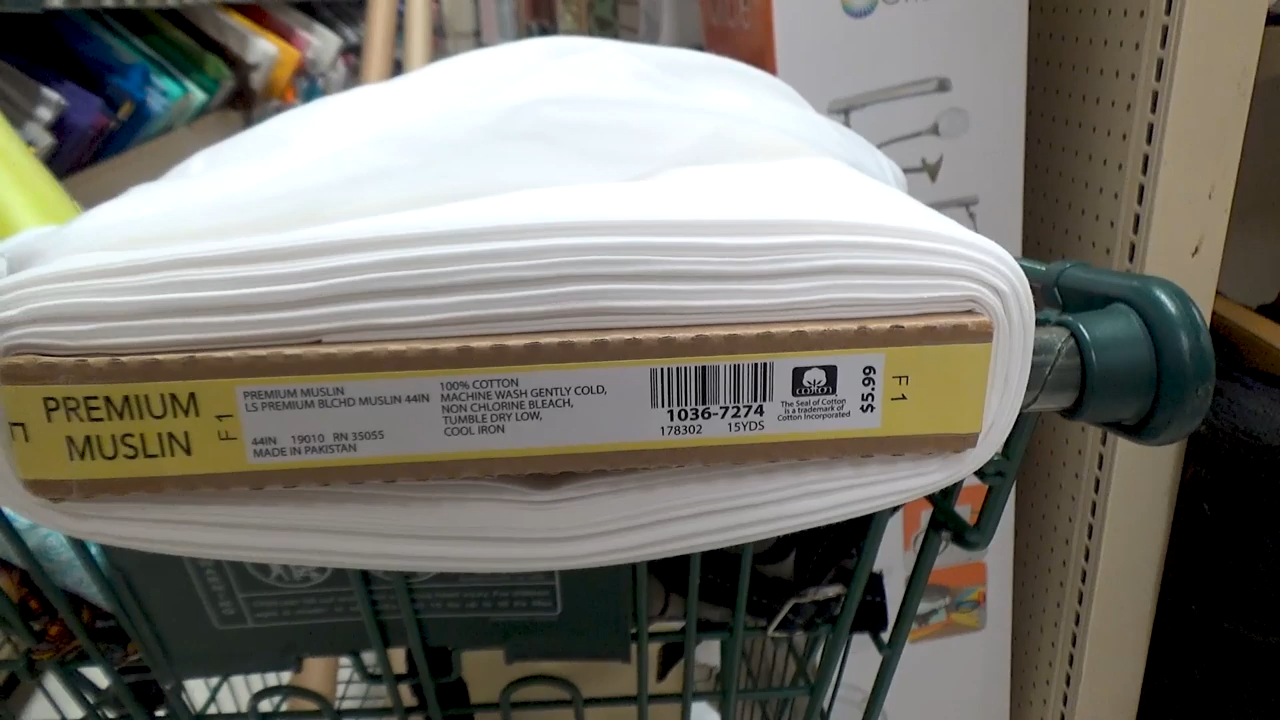 PREMIUM
MUSLIN
F1
PREMIUM MUSLIN
LS PREMIUM BLCHD MUSLIN 44IN
44IN 19010 RN 35055
MADE IN PAKISTAN
100% COTTON
MACHINE WASH GENTLY COLD,
NON CHLORINE BLEACH,
TUMBLE DRY LOW,
COOL IRON
1036-7274
178302 15YDS
COTTON
The Seal of Cotton
is a trademark of
Cotton Incorporated
$5.99
F1